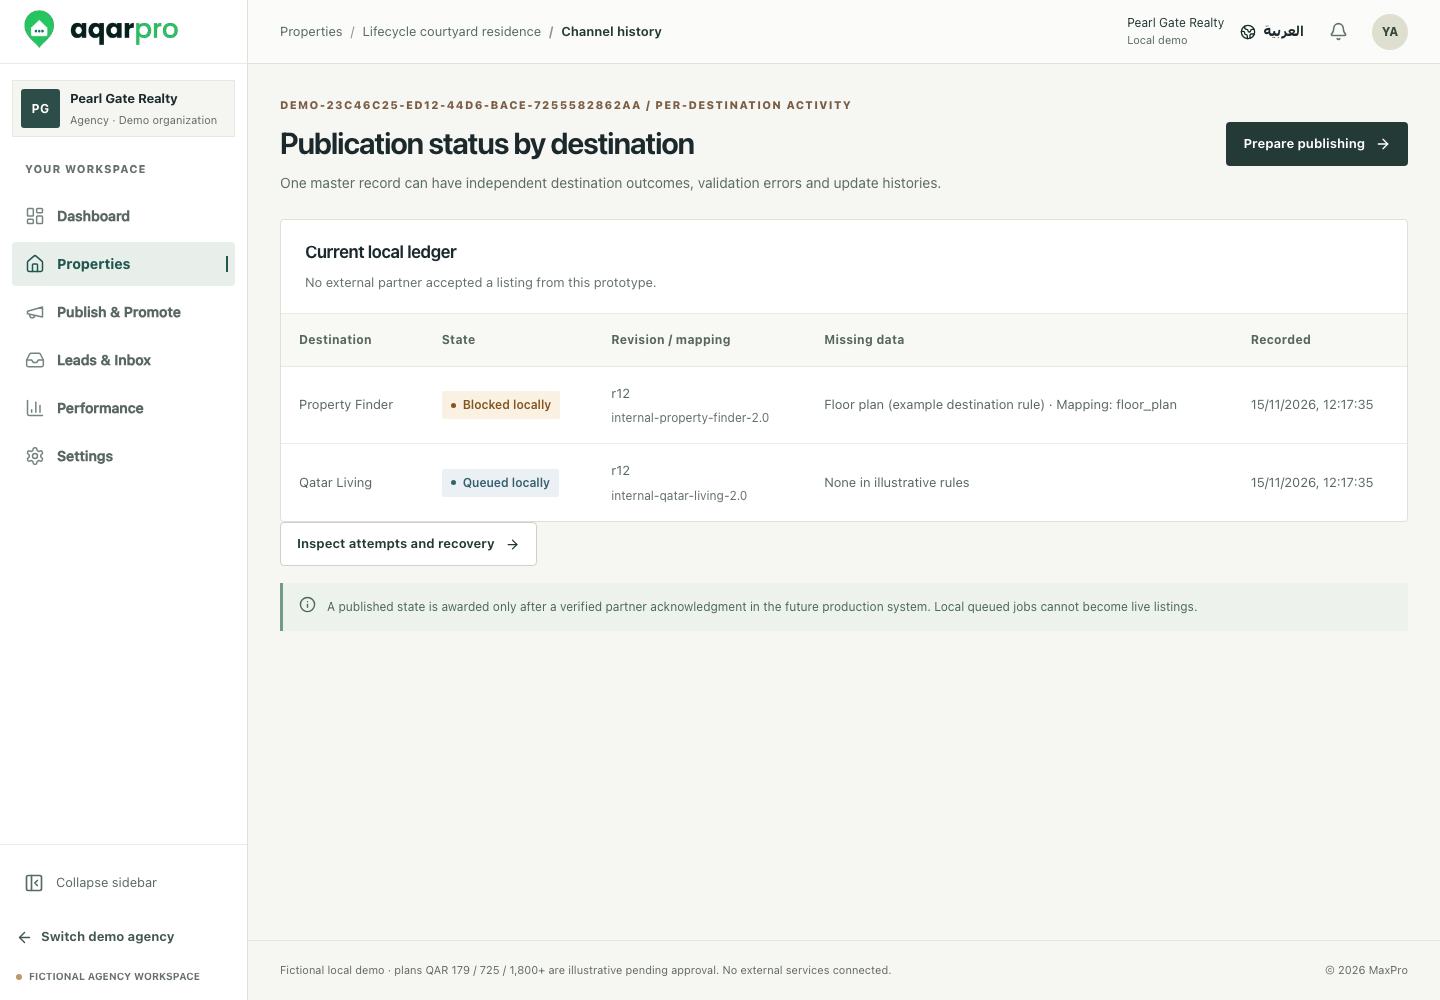 aqarpro
Properties / Lifecycle courtyard residence / Channel history
Pearl Gate Realty
Local demo
العربية
YA
PG
Pearl Gate Realty
Agency · Demo organization
YOUR WORKSPACE
Dashboard
Properties
Publish & Promote
Leads & Inbox
Performance
Settings
Collapse sidebar
Switch demo agency
FICTIONAL AGENCY WORKSPACE
DEMO-23C46C25-ED12-44D6-BACE-7255582862AA / PER-DESTINATION ACTIVITY
Publication status by destination
Prepare publishing
One master record can have independent destination outcomes, validation errors and update histories.
Current local ledger
No external partner accepted a listing from this prototype.
Destination State Revision / mapping Missing data Recorded
Property Finder Blocked locally r12 internal-property-finder-2.0 Floor plan (example destination rule) · Mapping: floor_plan 15/11/2026, 12:17:35
Qatar Living Queued locally r12 internal-qatar-living-2.0 None in illustrative rules 15/11/2026, 12:17:35
Inspect attempts and recovery
A published state is awarded only after a verified partner acknowledgment in the future production system. Local queued jobs cannot become live listings.
Fictional local demo · plans QAR 179 / 725 / 1,800+ are illustrative pending approval. No external services connected.
© 2026 MaxPro